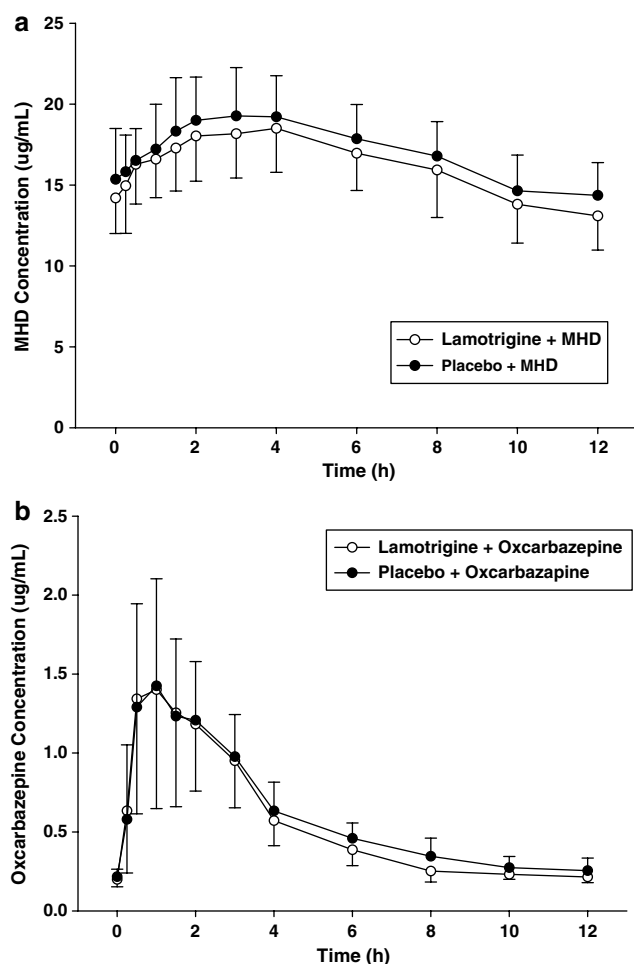 a
25
20
15
10
5
0
MHD Concentration (ug/mL)
Lamotrigine + MHD
Placebo + MHD
0 2 4 6 8 10 12
Time (h)
b
2.5
2.0
1.5
1.0
0.5
0.0
Oxcarbazepine Concentration (ug/mL)
Lamotrigine + Oxcarbazepine
Placebo + Oxcarbazapine
0 2 4 6 8 10 12
Time (h)